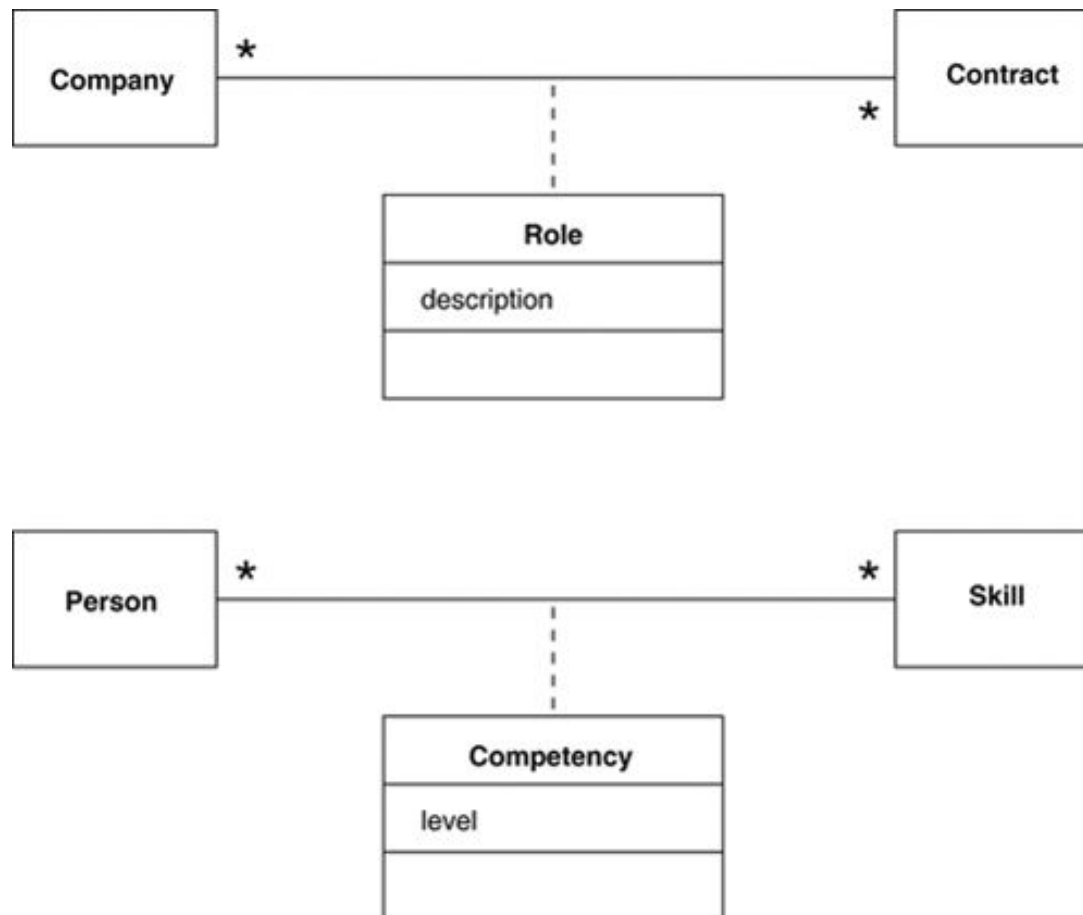 Company
*
Contract
*
Role
description
Person
*
*
Skill
Competency
level